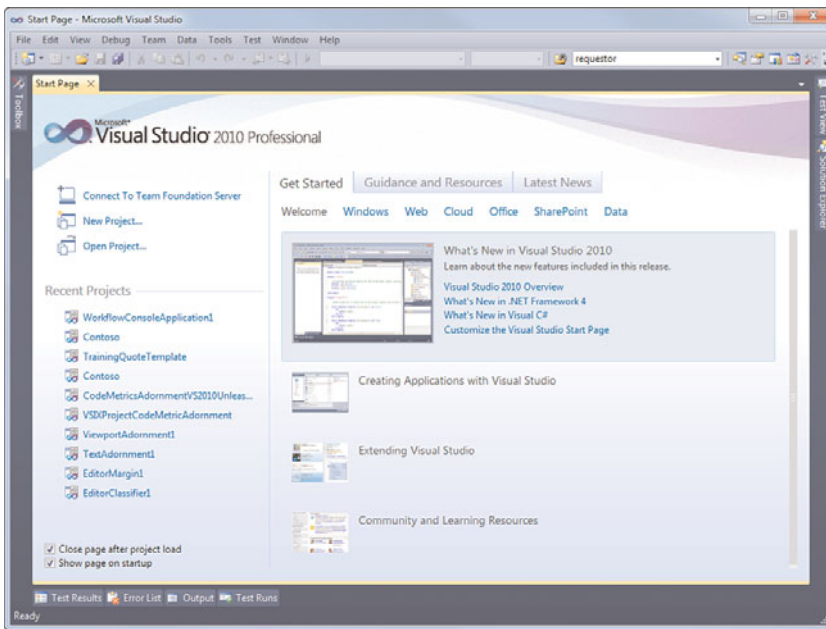 Start Page - Microsoft Visual Studio
File Edit View Debug Team Data Tools Test Window Help
requestor
Toolbox
Start Page
Test View
Solution Explorer
Microsoft®
Visual Studio® 2010 Professional
Connect To Team Foundation Server
New Project...
Open Project...
Recent Projects
WorkflowConsoleApplication1
Contoso
TrainingQuoteTemplate
Contoso
CodeMetricsAdornmentVS2010Unleas...
VSIXProjectCodeMetricAdornment
ViewportAdornment1
TextAdornment1
EditorMargin1
EditorClassifier1
Close page after project load
Show page on startup
Get Started Guidance and Resources Latest News
Welcome Windows Web Cloud Office SharePoint Data
What's New in Visual Studio 2010
Learn about the new features included in this release.
Visual Studio 2010 Overview
What's New in .NET Framework 4
What's New in Visual C#
Customize the Visual Studio Start Page
Creating Applications with Visual Studio
Extending Visual Studio
Community and Learning Resources
Test Results Error List Output Test Runs
Ready